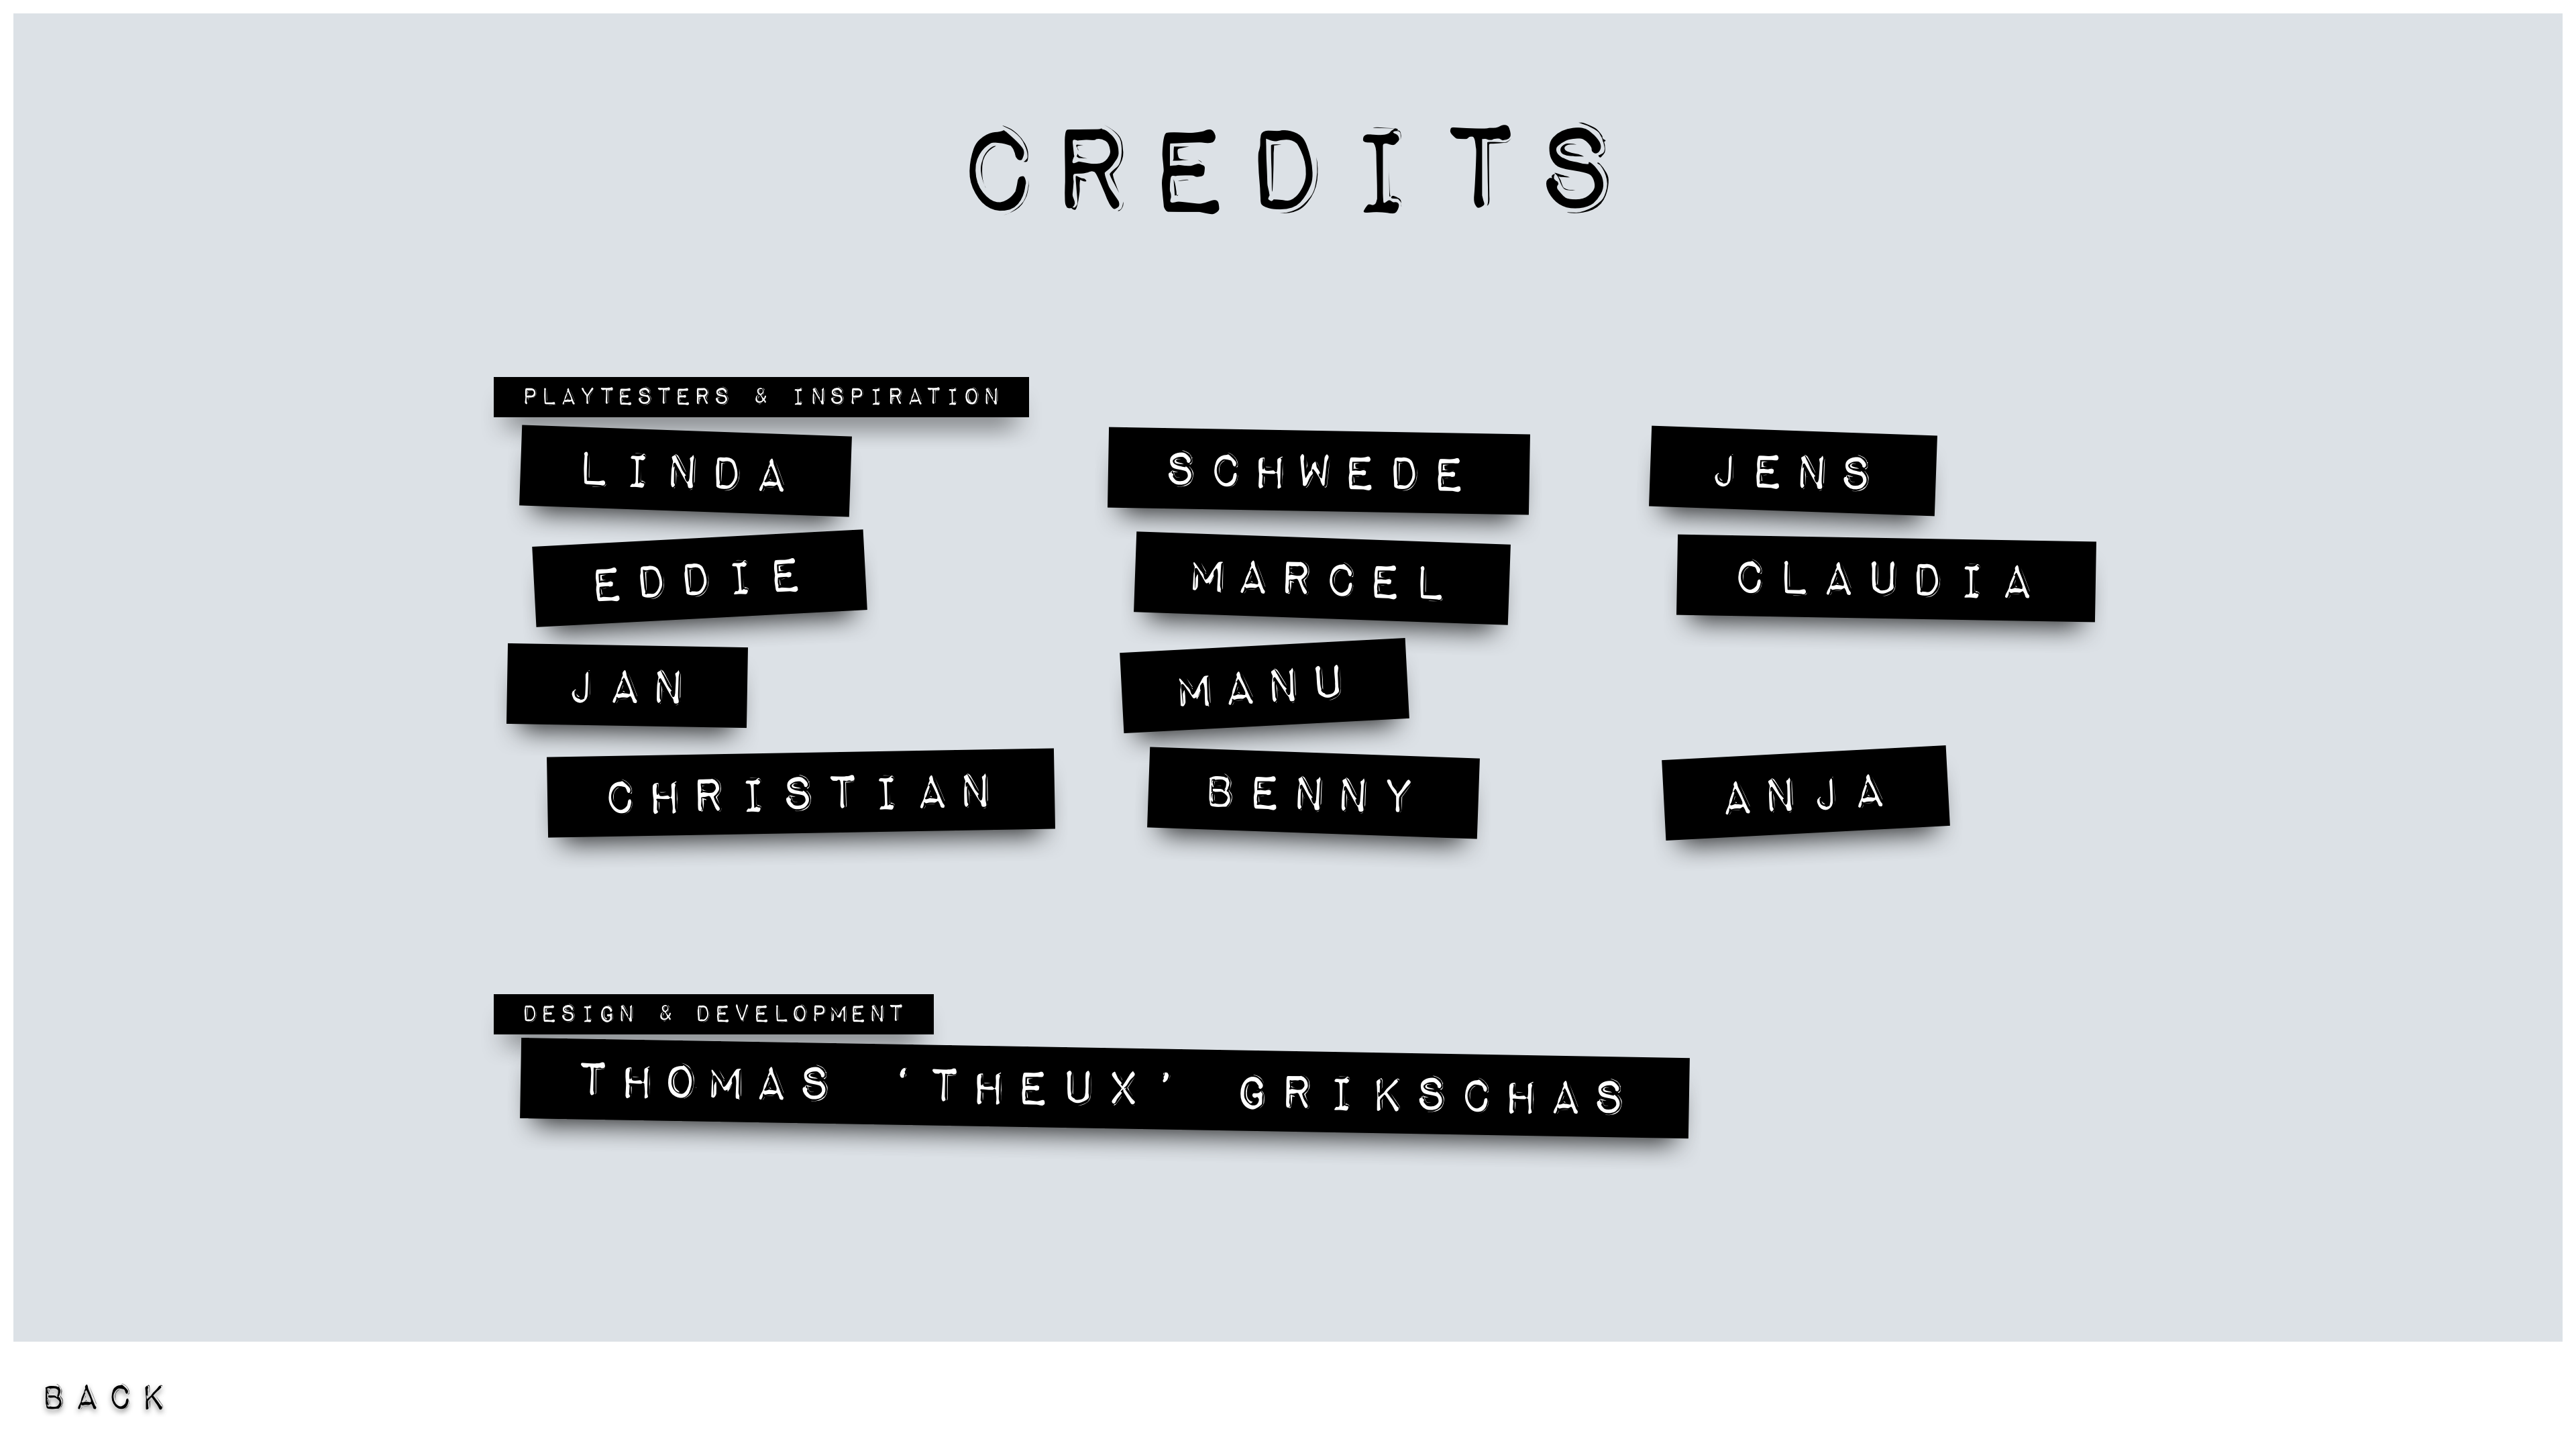 CREDITS
PLAYTESTERS & INSPIRATION
LINDA SCHWEDE JENS
EDDIE MARCEL CLAUDIA
JAN MANU
CHRISTIAN BENNY ANJA
DESIGN & DEVELOPMENT
THOMAS ‘THEUX’ GRIKSCHAS
BACK